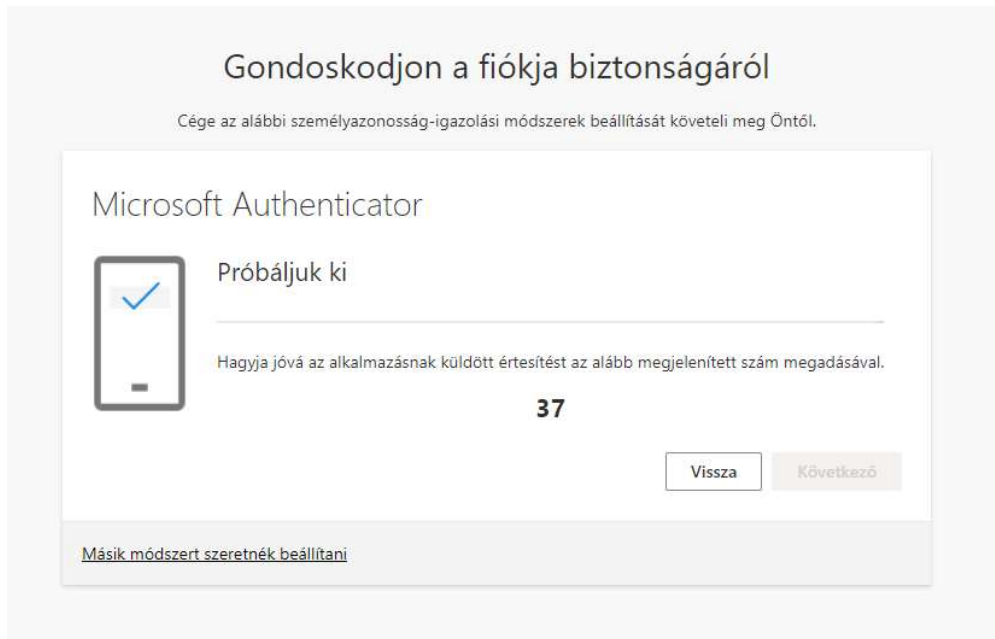 Gondoskodjon a fiókja biztonságáról
Cége az alábbi személyazonosság-igazolási módszerek beállítását követeli meg Öntől.
Microsoft Authenticator
Próbáljuk ki
Hagyja jóvá az alkalmazásnak küldött értesítést az alább megjelenített szám megadásával.
37
Vissza
Következő
Másik módszert szeretnék beállítani